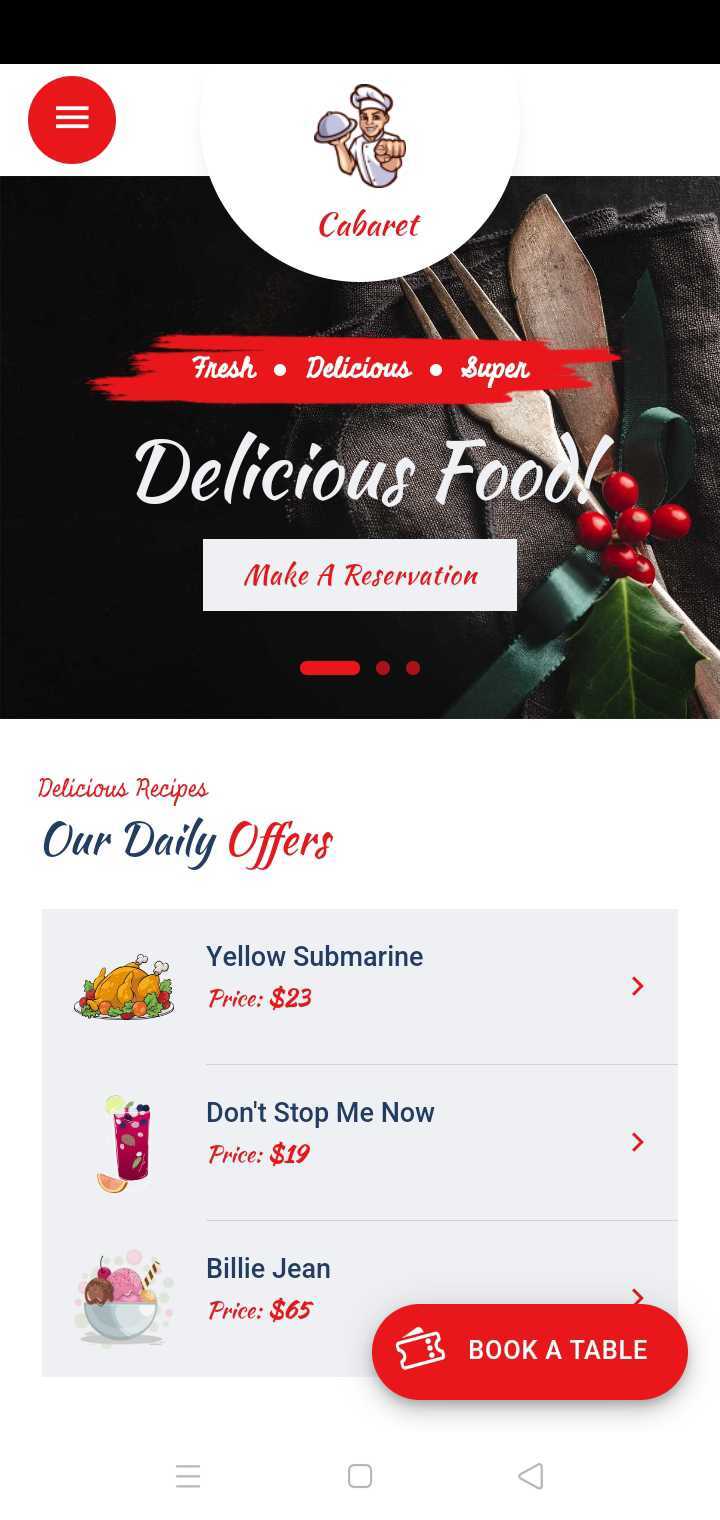 Cabaret
Fresh • Delicious • Super
Delicious Food!
Make A Reservation
Delicious Recipes
Our Daily Offers
Yellow Submarine
Price: $23
Don't Stop Me Now
Price: $19
Billie Jean
Price: $65
BOOK A TABLE